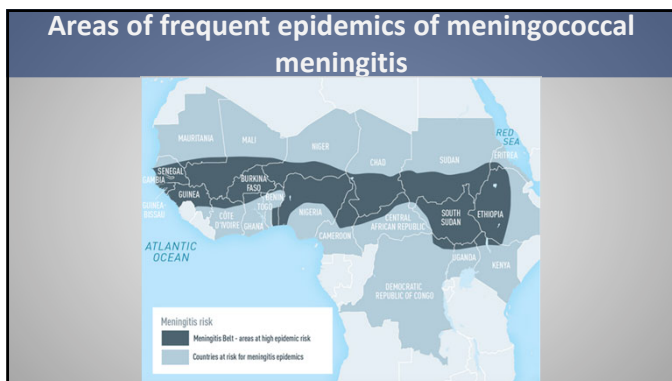 Areas of frequent epidemics of meningococcal
meningitis
RED
SEA
MAURITANIA
MALI
NIGER
CHAD
SUDAN
ERITREA
SENEGAL
GAMBIA
GUINEA-
BISSAU
GUINEA
BURKINA
FASO
BENIN
TOGO
CÔTE
D'IVOIRE
GHANA
NIGERIA
CAMEROON
CENTRAL
AFRICAN REPUBLIC
SOUTH
SUDAN
ETHIOPIA
UGANDA
KENYA
ATLANTIC
OCEAN
DEMOCRATIC
REPUBLIC OF CONGO
Meningitis risk
Meningitis Belt - areas at high epidemic risk
Countries at risk for meningitis epidemics